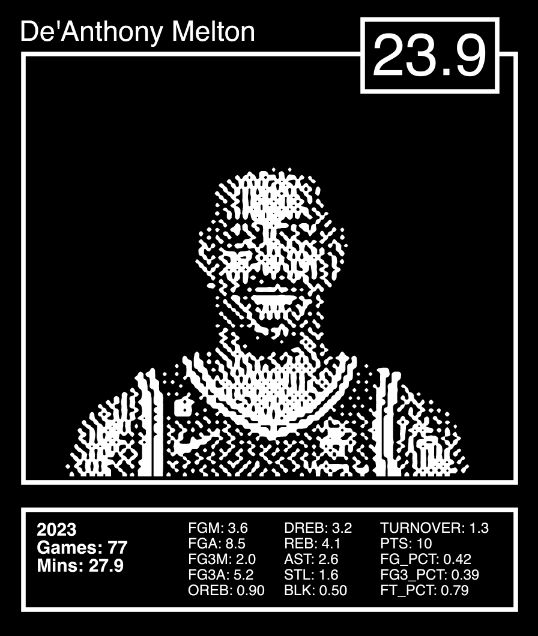 De'Anthony Melton
23.9
2023
Games: 77
Mins: 27.9
FGM: 3.6
FGA: 8.5
FG3M: 2.0
FG3A: 5.2
OREB: 0.90
DREB: 3.2
REB: 4.1
AST: 2.6
STL: 1.6
BLK: 0.50
TURNOVER: 1.3
PTS: 10
FG_PCT: 0.42
FG3_PCT: 0.39
FT_PCT: 0.79